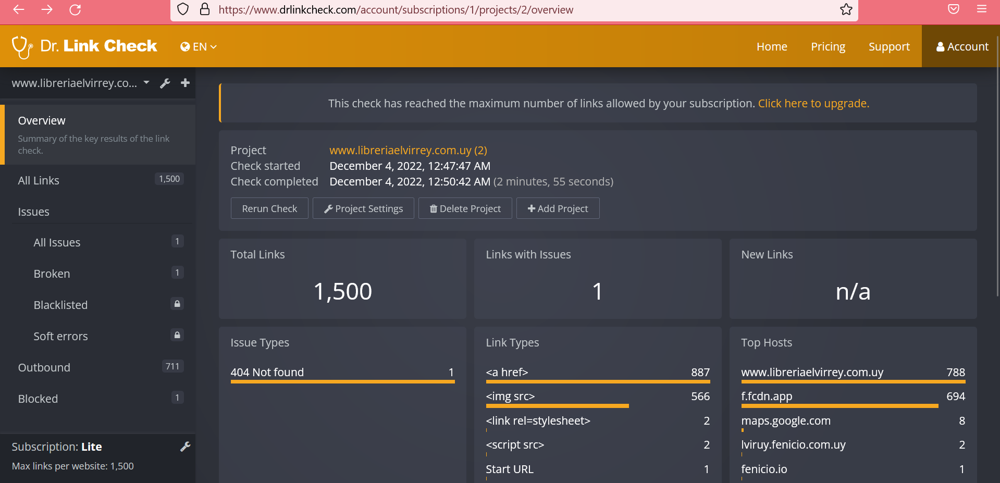 https://www.drlinkcheck.com/account/subscriptions/1/projects/2/overview
Dr. Link Check
EN
Home
Pricing
Support
Account
www.libreriaelvirrey.co...
Overview
Summary of the key results of the link
check.
All Links 1,500
Issues
All Issues 1
Broken 1
Blacklisted
Soft errors
Outbound 711
Blocked 1
Subscription: Lite
Max links per website: 1,500
This check has reached the maximum number of links allowed by your subscription. Click here to upgrade.
Project www.libreriaelvirrey.com.uy (2)
Check started December 4, 2022, 12:47:47 AM
Check completed December 4, 2022, 12:50:42 AM (2 minutes, 55 seconds)
Rerun Check
Project Settings
Delete Project
Add Project
Total Links
1,500
Links with Issues
1
New Links
n/a
Issue Types
404 Not found 1
Link Types
<a href> 887
<img src> 566
<link rel=stylesheet> 2
<script src> 2
Start URL 1
Top Hosts
www.libreriaelvirrey.com.uy 788
f.fcdn.app 694
maps.google.com 8
lviruy.fenicio.com.uy 2
fenicio.io 1